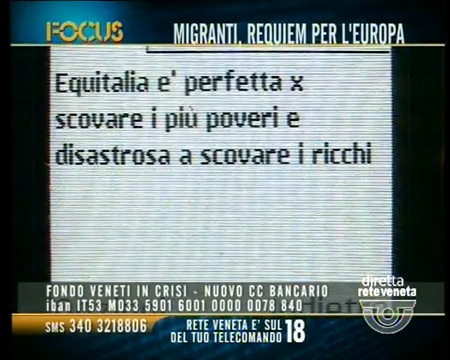 FOCUS
MIGRANTI, REQUIEM PER L'EUROPA
Equitalia e' perfetta x
scovare i più poveri e
disastrosa a scovare i ricchi
diretta
reteveneta
FONDO VENETI IN CRISI - NUOVO CC BANCARIO
iban IT53 M033 5901 6001 0000 0078 840
SMS 340 3218806
RETE VENETA E' SUL
DEL TUO TELECOMANDO 18